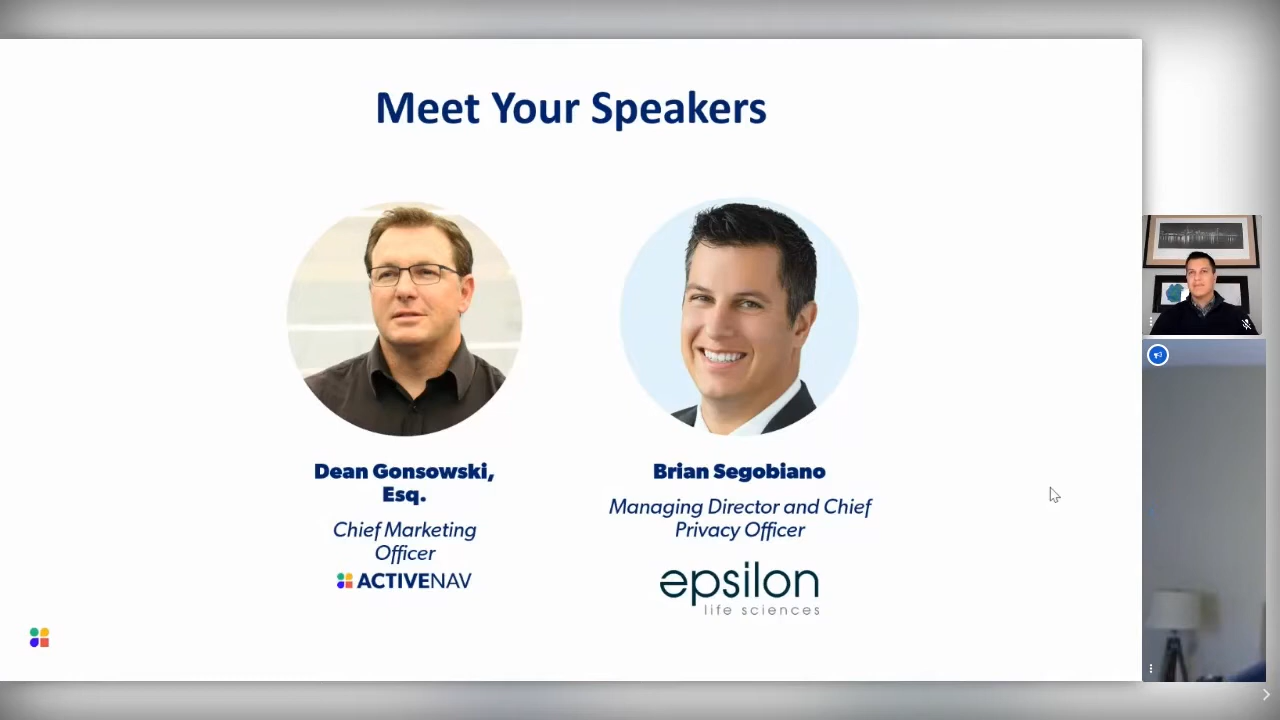 Meet Your Speakers
Dean Gonsowski,
Esq.
Chief Marketing
Officer
ACTIVENAV
Brian Segobiano
Managing Director and Chief
Privacy Officer
epsilon
life sciences